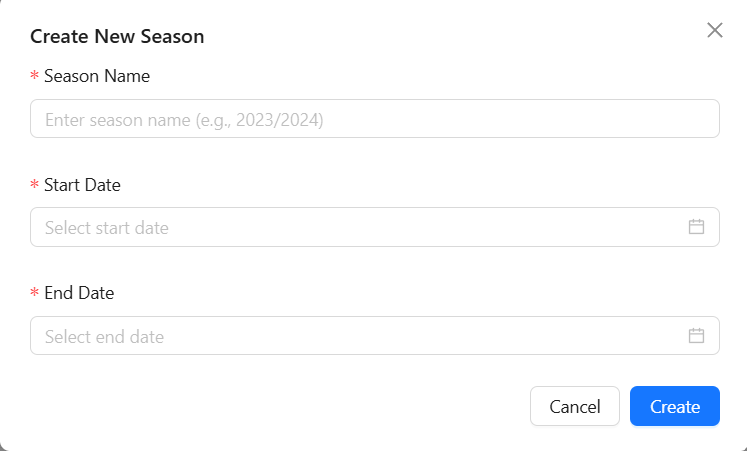 Create New Season
* Season Name
Enter season name (e.g., 2023/2024)
* Start Date
Select start date
* End Date
Select end date
Cancel
Create